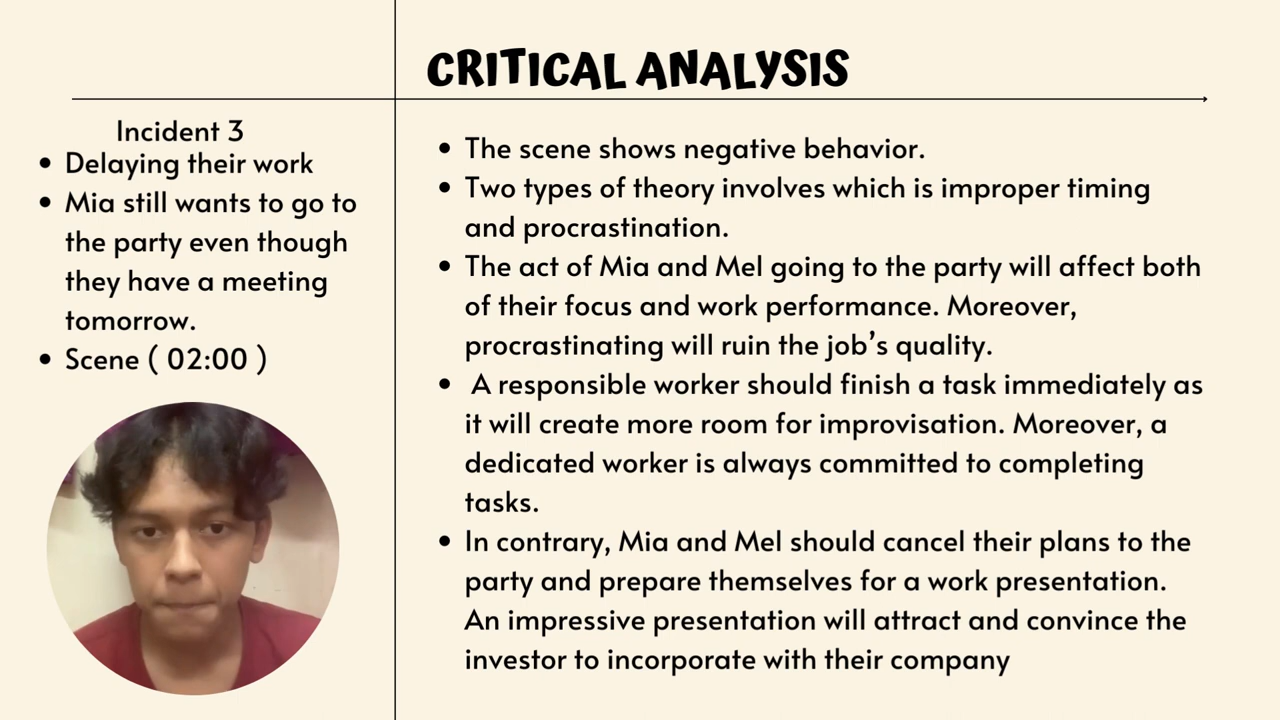 CRITICAL ANALYSIS
Incident 3
• Delaying their work
• Mia still wants to go to
the party even though
they have a meeting
tomorrow.
• Scene ( 02:00 )
• The scene shows negative behavior.
• Two types of theory involves which is improper timing
and procrastination.
• The act of Mia and Mel going to the party will affect both
of their focus and work performance. Moreover,
procrastinating will ruin the job’s quality.
• A responsible worker should finish a task immediately as
it will create more room for improvisation. Moreover, a
dedicated worker is always committed to completing
tasks.
• In contrary, Mia and Mel should cancel their plans to the
party and prepare themselves for a work presentation.
An impressive presentation will attract and convince the
investor to incorporate with their company